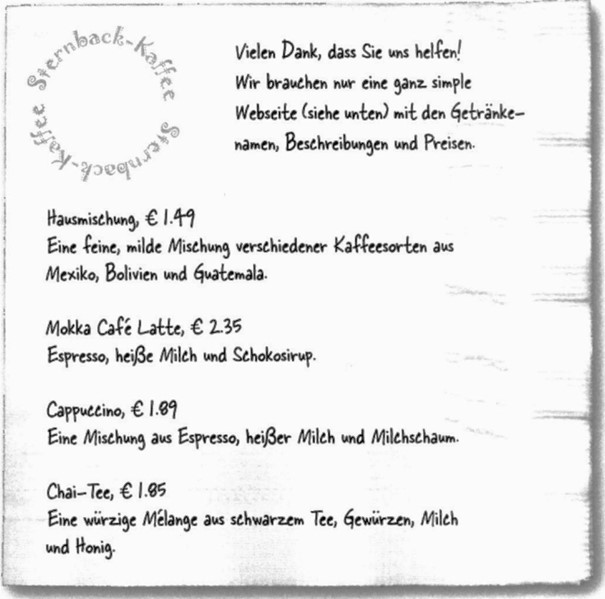 Sternback-Kaffee Sternback-Kaffee
Vielen Dank, dass Sie uns helfen!
Wir brauchen nur eine ganz simple
Webseite (siehe unten) mit den Getränke-
namen, Beschreibungen und Preisen.
Hausmischung, € 1.49
Eine feine, milde Mischung verschiedener Kaffeesorten aus
Mexiko, Bolivien und Guatemala.
Mokka Café Latte, € 2.35
Espresso, heiße Milch und Schokosirup.
Cappuccino, € 1.89
Eine Mischung aus Espresso, heißer Milch und Milchschaum.
Chai-Tee, € 1.85
Eine würzige Mélange aus schwarzem Tee, Gewürzen, Milch
und Honig.